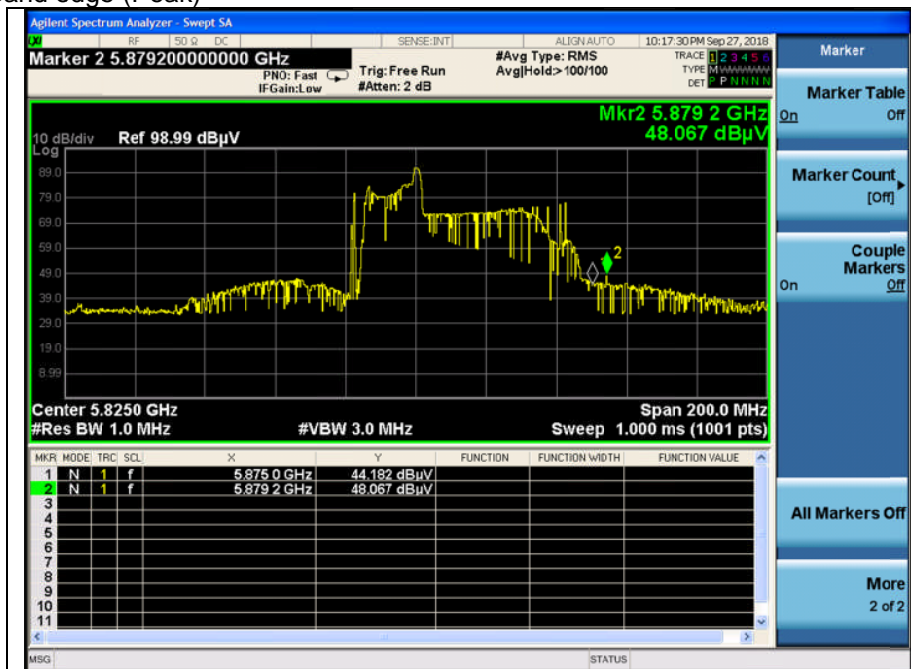 and edge (Peak)
Agilent Spectrum Analyzer - Swept SA
RF 50 Ω DC SENSE:INT ALIGN AUTO 10:17:30 PM Sep 27, 2018
Marker 2 5.879200000000 GHz
PNO: Fast
IFGain:Low
Trig: Free Run
#Atten: 2 dB
#Avg Type: RMS
Avg|Hold:>100/100
TRACE 1 2 3 4 5 6
TYPE M
DET P P N N N N
Mkr2 5.879 2 GHz
48.067 dBµV
10 dB/div Ref 98.99 dBµV
Log
89.0
79.0
69.0
59.0
49.0
39.0
29.0
19.0
8.99
2
Center 5.8250 GHz Span 200.0 MHz
#Res BW 1.0 MHz #VBW 3.0 MHz Sweep 1.000 ms (1001 pts)
MKR MODE TRC SCL X Y FUNCTION FUNCTION WIDTH FUNCTION VALUE
1 N 1 f 5.875 0 GHz 44.182 dBµV
2 N 1 f 5.879 2 GHz 48.067 dBµV
3
4
5
6
7
8
9
10
11
MSG STATUS
Marker
Marker Table
On Off
Marker Count
[Off]
Couple
Markers
On Off
All Markers Off
More
2 of 2